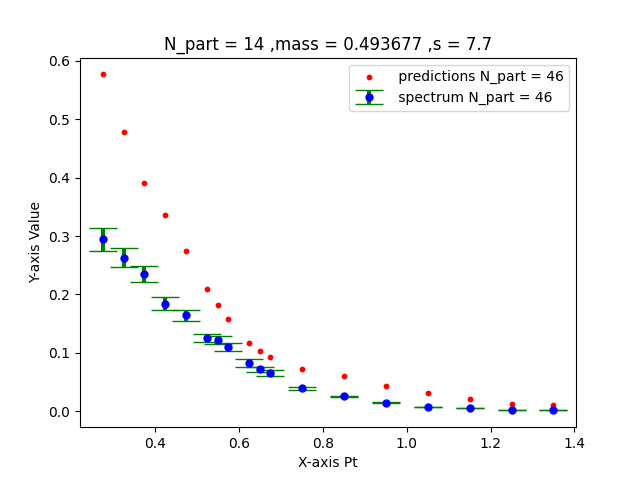 N_part = 14 ,mass = 0.493677 ,s = 7.7
predictions N_part = 46
spectrum N_part = 46
Y-axis Value
0.6
0.5
0.4
0.3
0.2
0.1
0.0
0.4
0.6
0.8
1.0
1.2
1.4
X-axis Pt